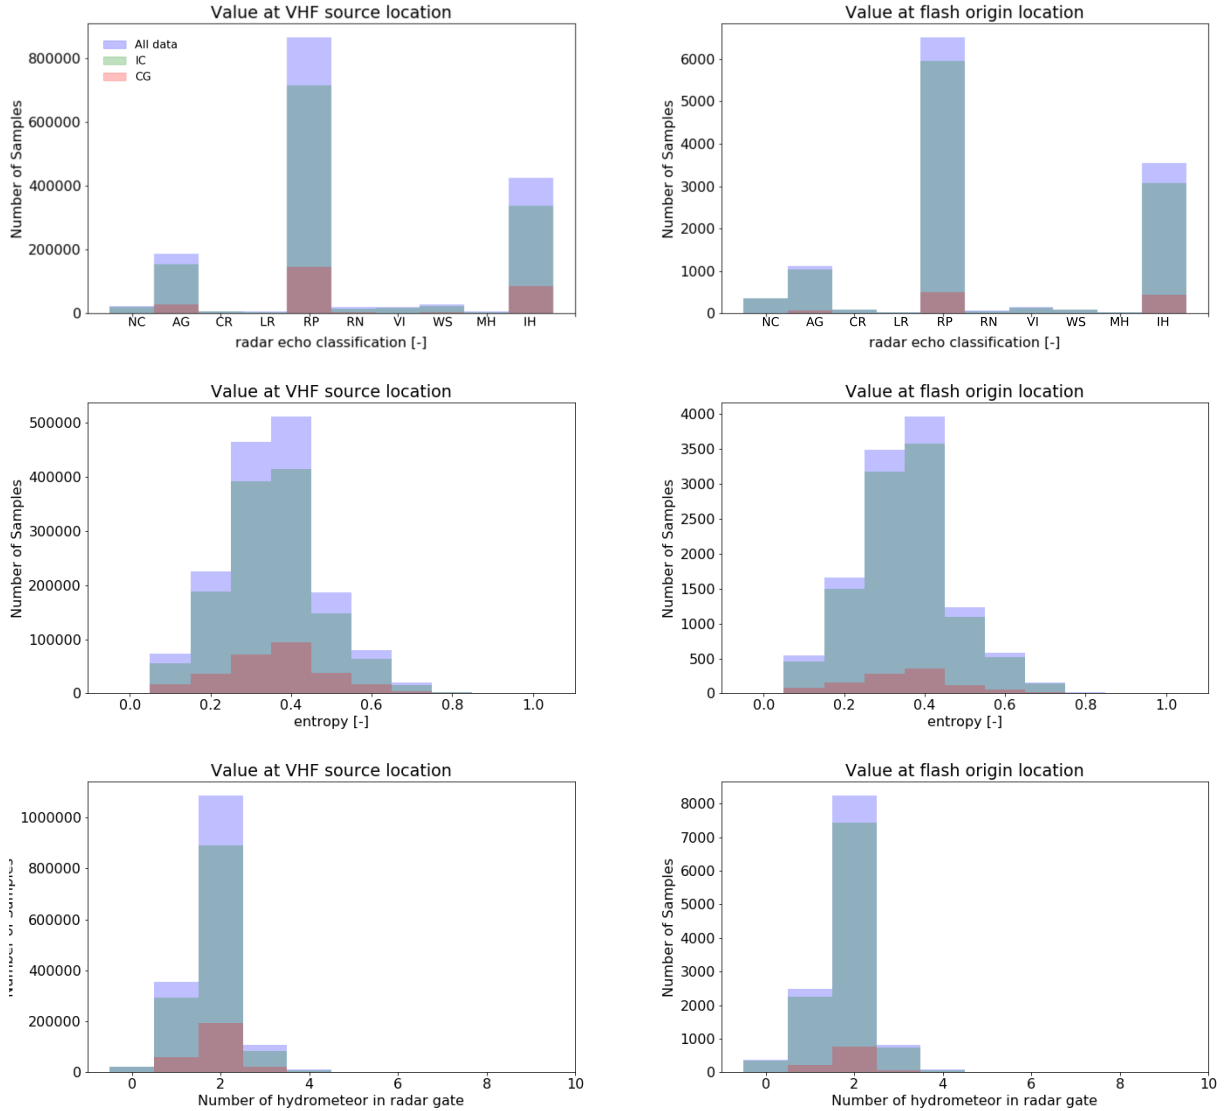 Value at VHF source location
Number of Samples
800000
600000
400000
200000
0
All data
IC
CG
NC AG CR LR RP RN VI WS MH IH
radar echo classification [-]
Value at flash origin location
Number of Samples
6000
5000
4000
3000
2000
1000
0
NC AG CR LR RP RN VI WS MH IH
radar echo classification [-]
Value at VHF source location
Number of Samples
500000
400000
300000
200000
100000
0
0.0 0.2 0.4 0.6 0.8 1.0
entropy [-]
Value at flash origin location
Number of Samples
4000
3500
3000
2500
2000
1500
1000
500
0
0.0 0.2 0.4 0.6 0.8 1.0
entropy [-]
Value at VHF source location
Number of Samples
1000000
800000
600000
400000
200000
0
0 2 4 6 8 10
Number of hydrometeor in radar gate
Value at flash origin location
Number of Samples
8000
7000
6000
5000
4000
3000
2000
1000
0
0 2 4 6 8 10
Number of hydrometeor in radar gate